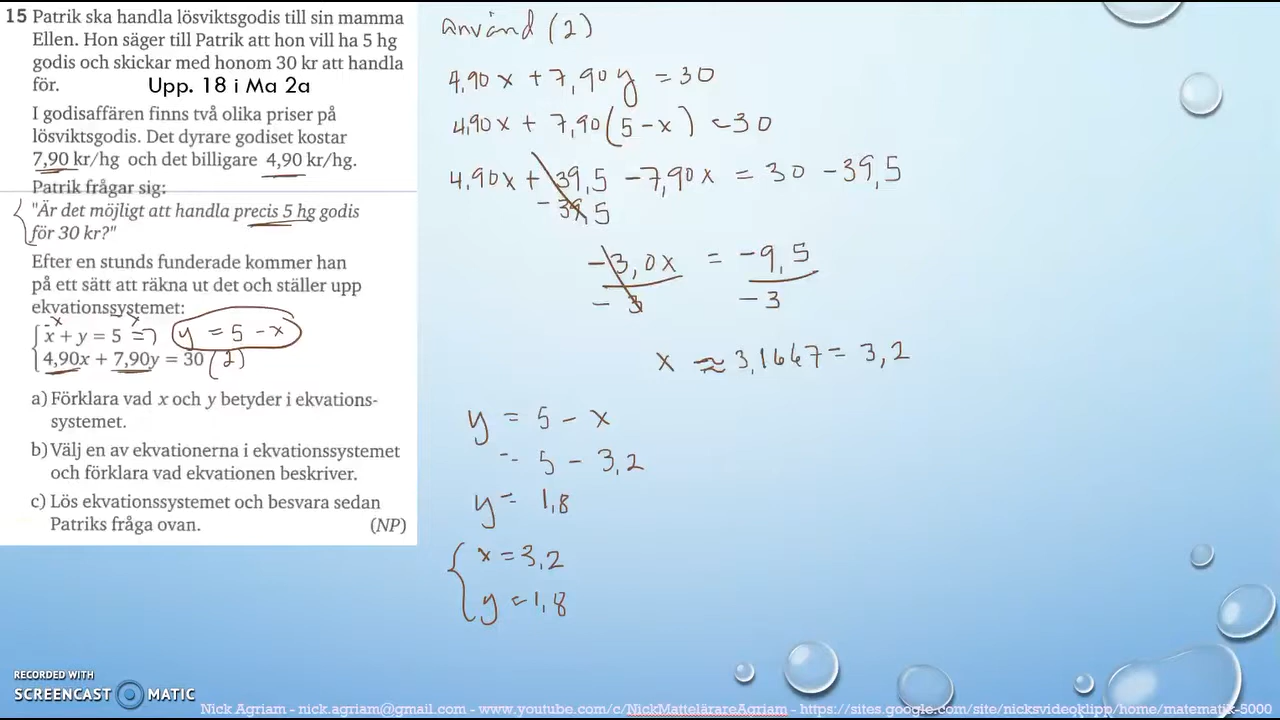 15 Patrik ska handla lösviktsgodis till sin mamma
Ellen. Hon säger till Patrik att hon vill ha 5 hg
godis och skickar med honom 30 kr att handla
för.
Upp. 18 i Ma 2a
I godisaffären finns två olika priser på
lösviktsgodis. Det dyrare godiset kostar
7,90 kr/hg och det billigare 4,90 kr/hg.
Patrik frågar sig:
"Är det möjligt att handla precis 5 hg godis
för 30 kr?"
Efter en stunds funderade kommer han
på ett sätt att räkna ut det och ställer upp
ekvationssystemet:
-x -x
x + y = 5 => y = 5 - x
4,90x + 7,90y = 30 (2)
a) Förklara vad x och y betyder i ekvations-
systemet.
b) Välj en av ekvationerna i ekvationssystemet
och förklara vad ekvationen beskriver.
c) Lös ekvationssystemet och besvara sedan
Patriks fråga ovan. (NP)
använd (2)
4,90x + 7,90y = 30
4,90x + 7,90(5 - x) = 30
4,90x + 39,5 - 7,90x = 30 - 39,5
- 39,5
-3,0x = -9,5
-3 -3
x ≈ 3,1667 = 3,2
y = 5 - x
= 5 - 3,2
y = 1,8
x = 3,2
y = 1,8
RECORDED WITH
SCREENCAST MATIC
Nick Agriam - nick.agriam@gmail.com - www.youtube.com/c/NickMattelärareAgriam - https://sites.google.com/site/nicksvideoklipp/home/matematik-5000